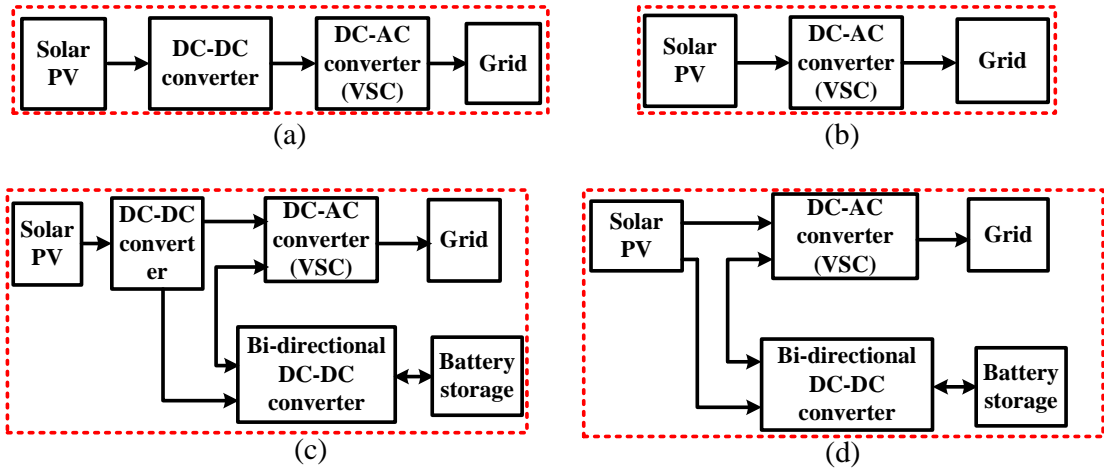 Solar
PV
DC-DC
converter
DC-AC
converter
(VSC)
Grid
(a)
Solar
PV
DC-AC
converter
(VSC)
Grid
(b)
Solar
PV
DC-DC
convert
er
DC-AC
converter
(VSC)
Grid
Bi-directional
DC-DC
converter
Battery
storage
(c)
Solar
PV
DC-AC
converter
(VSC)
Grid
Bi-directional
DC-DC
converter
Battery
storage
(d)